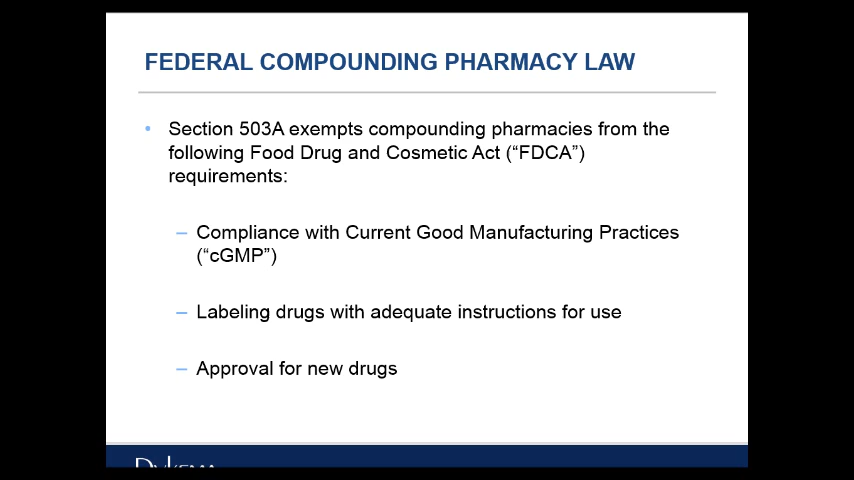 FEDERAL COMPOUNDING PHARMACY LAW
• Section 503A exempts compounding pharmacies from the
following Food Drug and Cosmetic Act (“FDCA”)
requirements:
– Compliance with Current Good Manufacturing Practices
(“cGMP”)
– Labeling drugs with adequate instructions for use
– Approval for new drugs